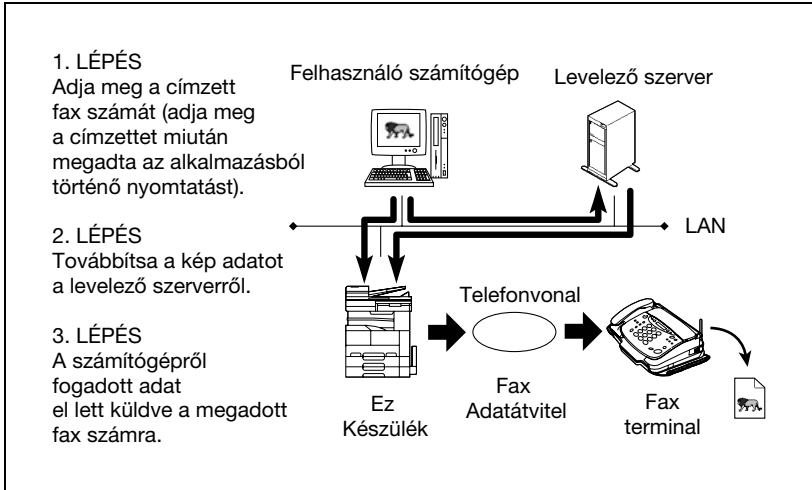 1. LÉPÉS
Adja meg a címzett
fax számát (adja meg
a címzettet miután
megadta az alkalmazásból
történő nyomtatást).
2. LÉPÉS
Továbbítsa a kép adatot
a levelező szerverről.
3. LÉPÉS
A számítógépről
fogadott adat
el lett küldve a megadott
fax számra.
Felhasználó számítógép
Levelező szerver
LAN
Telefonvonal
Ez
Készülék
Fax
Adatátvitel
Fax
terminal